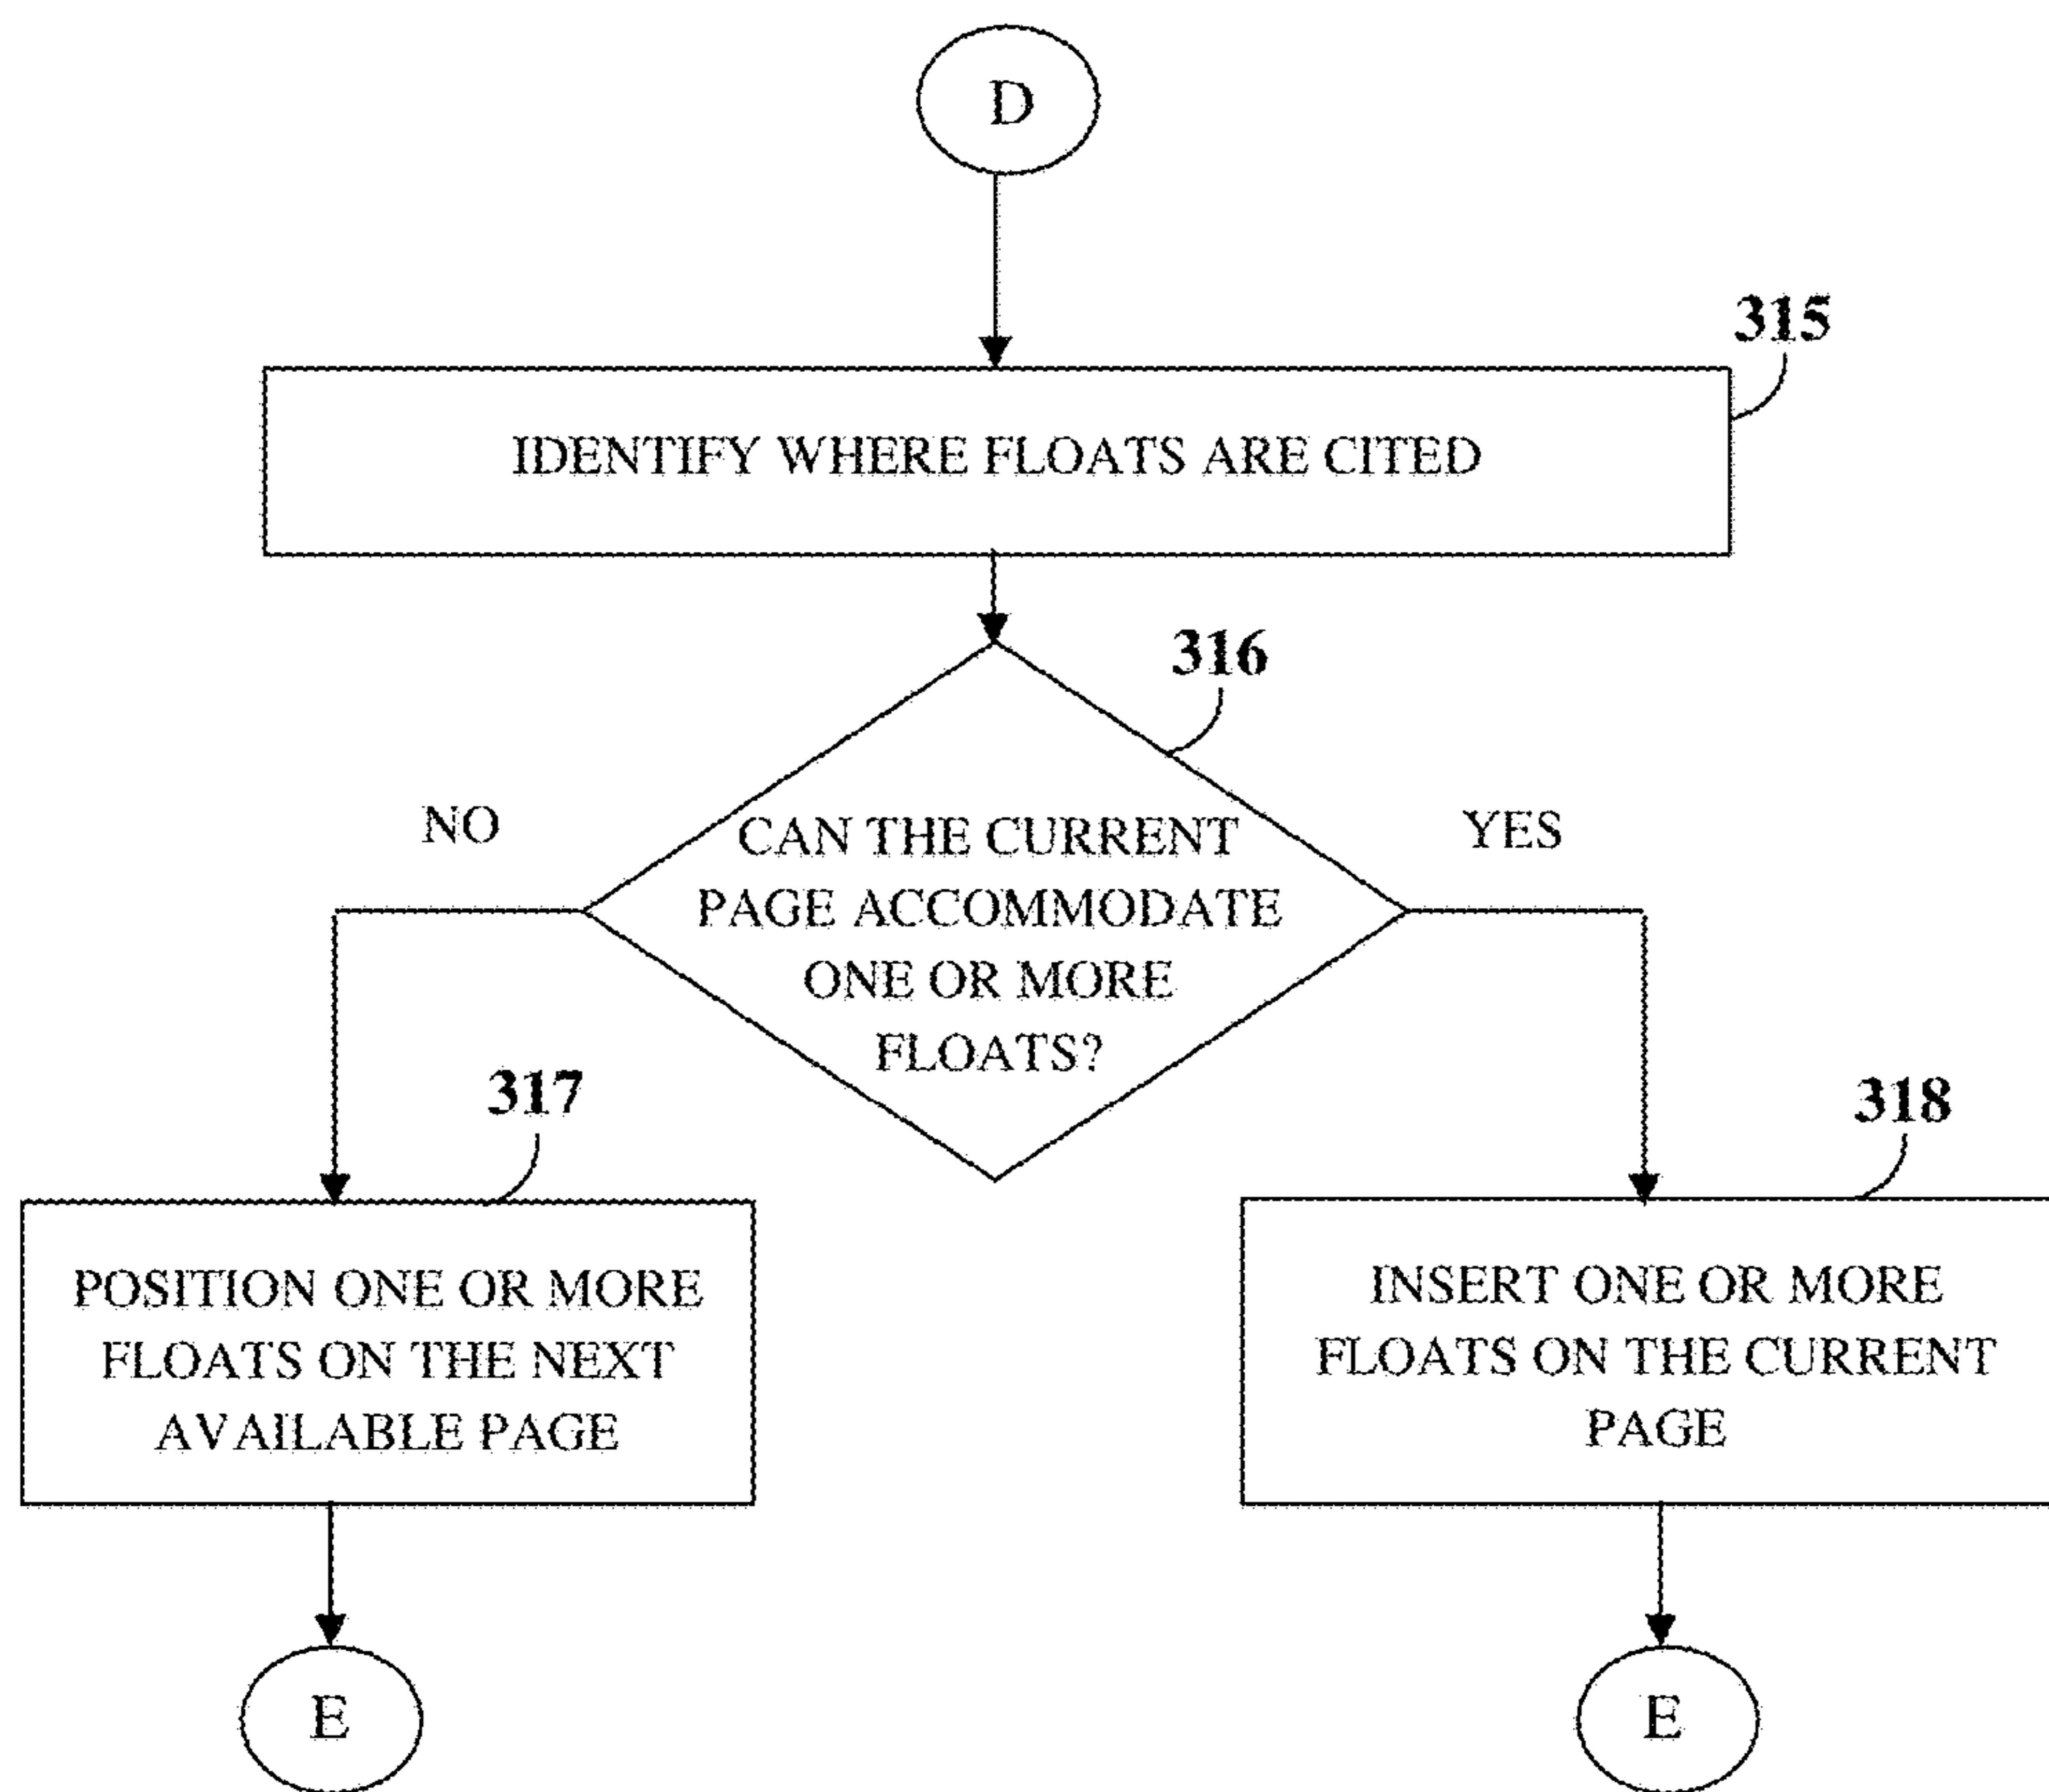 D
315
IDENTIFY WHERE FLOATS ARE CITED
316
NO
YES
CAN THE CURRENT
PAGE ACCOMMODATE
ONE OR MORE
FLOATS?
317
318
POSITION ONE OR MORE
FLOATS ON THE NEXT
AVAILABLE PAGE
INSERT ONE OR MORE
FLOATS ON THE CURRENT
PAGE
E
E